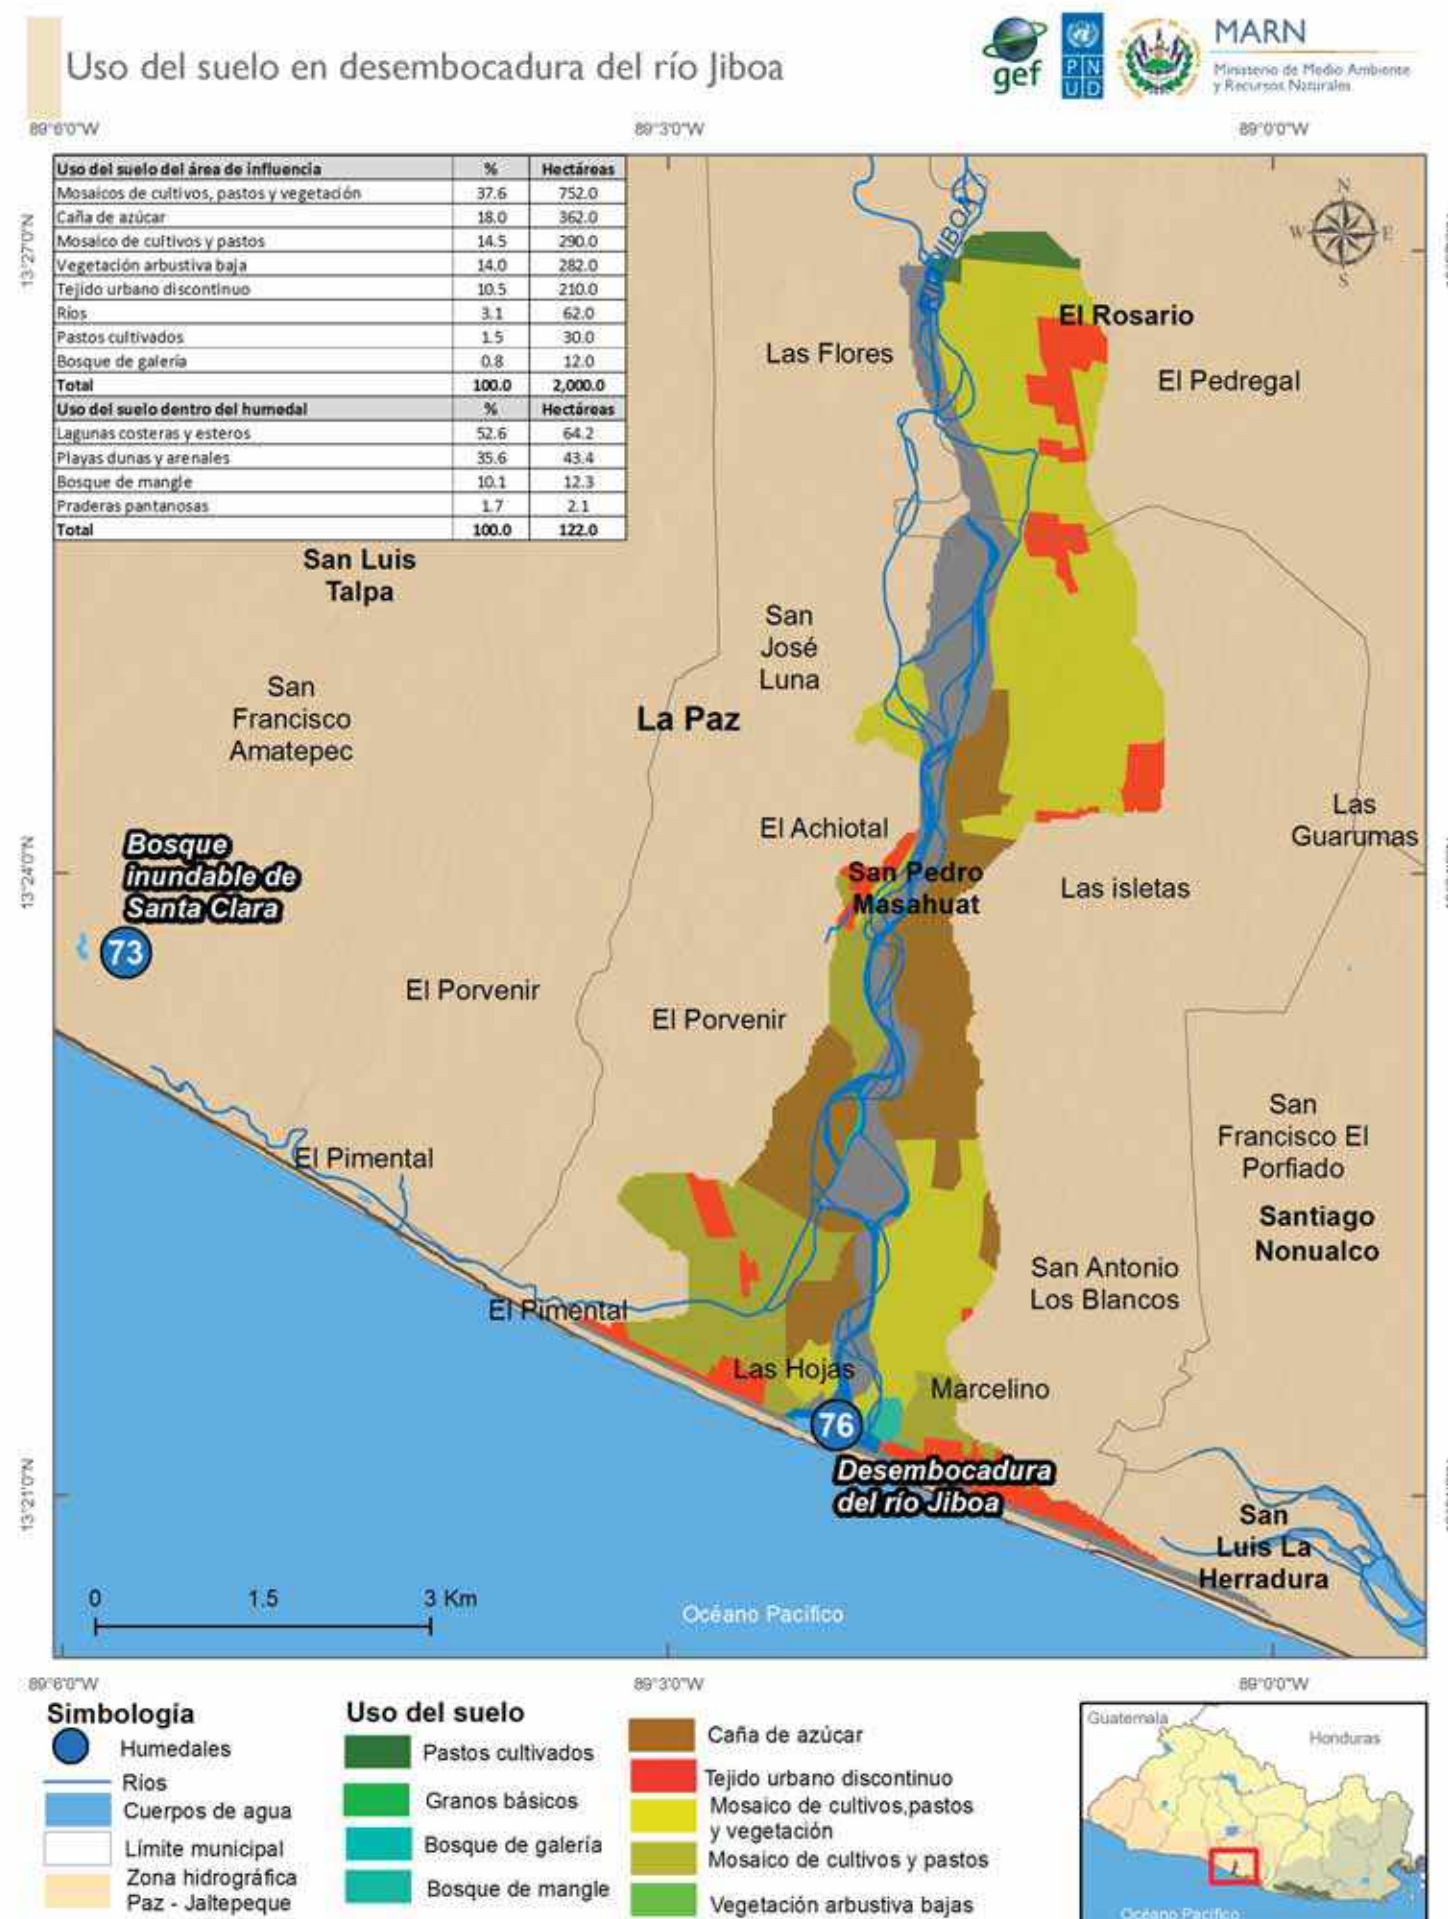 Uso del suelo en desembocadura del río Jiboa
gef
PN
UD
MARN
Ministerio de Medio Ambiente
y Recursos Naturales
89°6'0"W 89°3'0"W 89°0'0"W
Uso del suelo del área de influencia % Hectáreas
Mosaicos de cultivos, pastos y vegetación 37.6 752.0
Caña de azúcar 18.0 362.0
Mosaico de cultivos y pastos 14.5 290.0
Vegetación arbustiva baja 14.0 282.0
Tejido urbano discontinuo 10.5 210.0
Ríos 3.1 62.0
Pastos cultivados 1.5 30.0
Bosque de galería 0.8 12.0
Total 100.0 2,000.0
Uso del suelo dentro del humedal % Hectáreas
Lagunas costeras y esteros 52.6 64.2
Playas dunas y arenales 35.6 43.4
Bosque de mangle 10.1 12.3
Praderas pantanosas 1.7 2.1
Total 100.0 122.0
N
W E
S
13°27'0"N
RIO JIBOA
El Rosario
Las Flores
El Pedregal
San Luis
Talpa
San
José
Luna
San
Francisco
Amatepec
La Paz
Las
Guarumas
El Achiotal
13°24'0"N
Bosque
inundable de
Santa Clara
73
San Pedro
Masahuat
Las isletas
El Porvenir
El Porvenir
San
Francisco El
Porfiado
El Pimental
Santiago
Nonualco
San Antonio
Los Blancos
El Pimental
Las Hojas
Marcelino
76
Desembocadura
del río Jiboa
13°21'0"N
San
Luis La
Herradura
0 1.5 3 Km
Océano Pacífico
89°6'0"W 89°3'0"W 89°0'0"W
Simbología
Humedales
Ríos
Cuerpos de agua
Límite municipal
Zona hidrográfica
Paz - Jaltepeque
Uso del suelo
Pastos cultivados
Granos básicos
Bosque de galería
Bosque de mangle
Caña de azúcar
Tejido urbano discontinuo
Mosaico de cultivos,pastos
y vegetación
Mosaico de cultivos y pastos
Vegetación arbustiva bajas
Guatemala
Honduras
Océano Pacífico